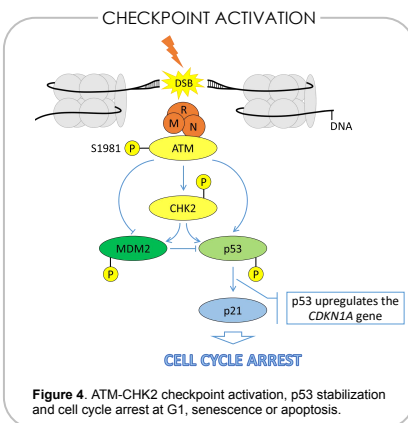 CHECKPOINT ACTIVATION
DSB
R
M
N
DNA
S1981
P
ATM
P
CHK2
MDM2
p53
P
P
p21
p53 upregulates the
CDKN1A gene
CELL CYCLE ARREST
Figure 4. ATM-CHK2 checkpoint activation, p53 stabilization
and cell cycle arrest at G1, senescence or apoptosis.